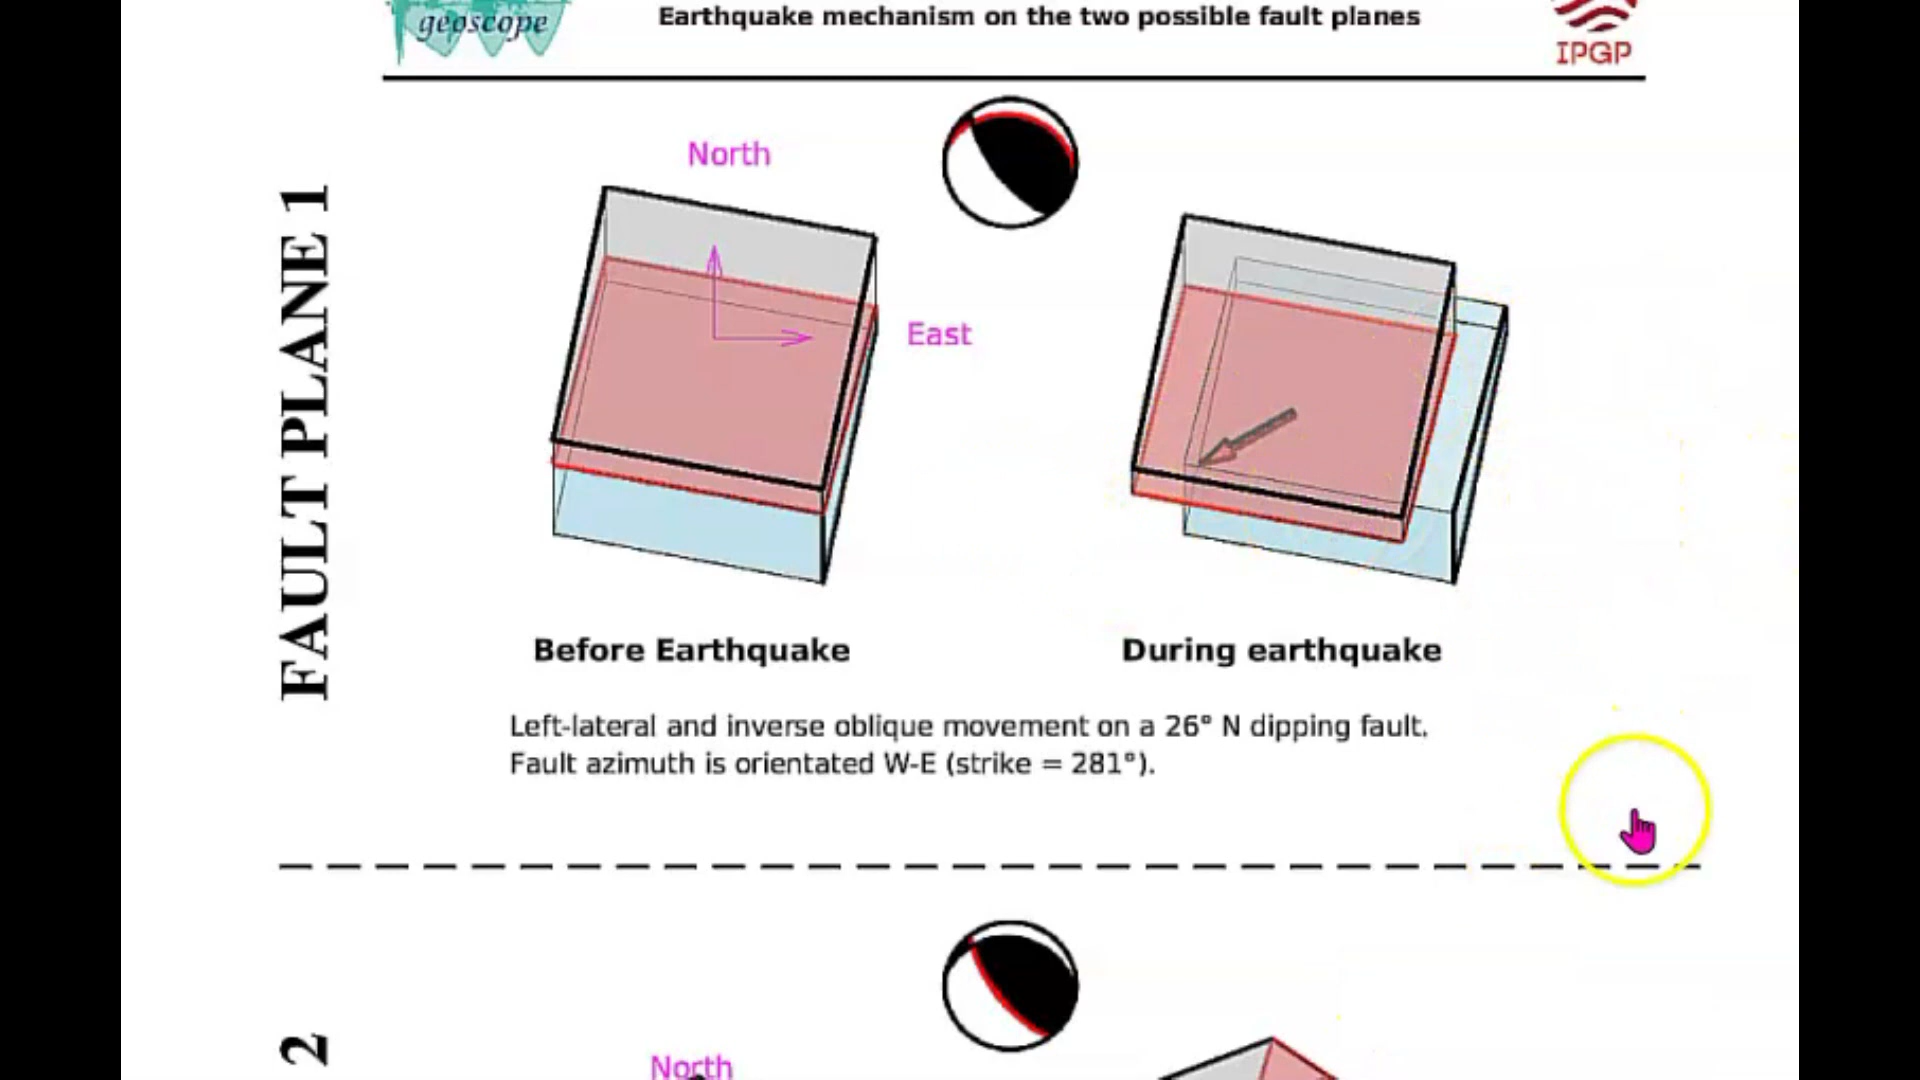 geoscope
Earthquake mechanism on the two possible fault planes
IPGP
FAULT PLANE 1
North
East
Before Earthquake
During earthquake
Left-lateral and inverse oblique movement on a 26° N dipping fault.
Fault azimuth is orientated W-E (strike = 281°).
2
North